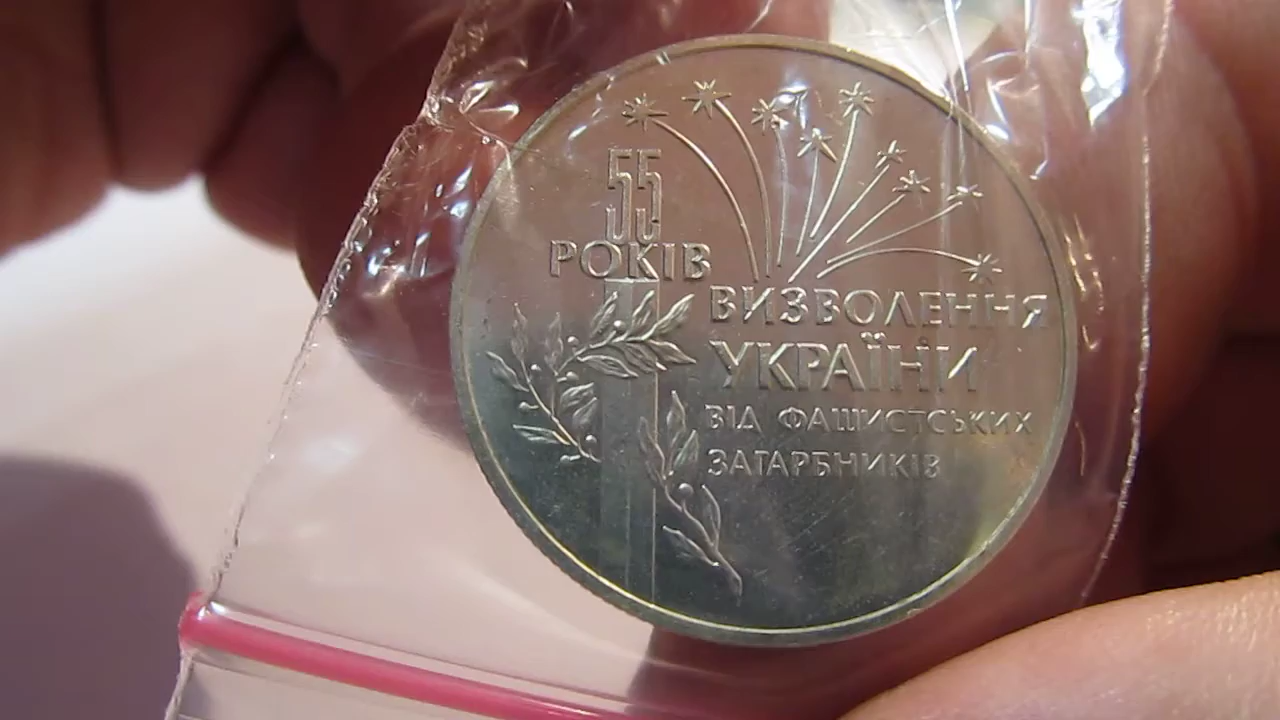 55
РОКІВ
ВИЗВОЛЕННЯ
УКРАЇНИ
ВІД ФАШИСТСЬКИХ
ЗАГАРБНИКІВ